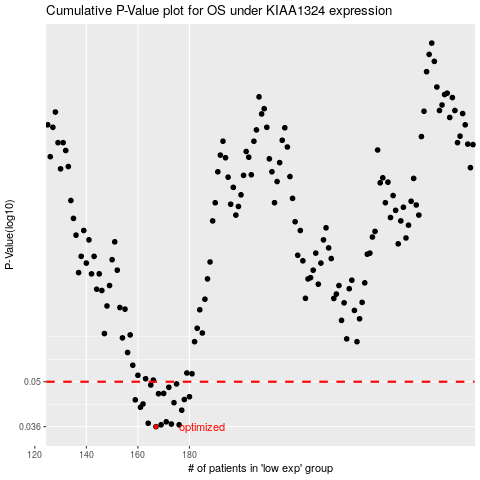 Cumulative P-Value plot for OS under KIAA1324 expression
P-Value(log10)
0.05
0.036
optimized
120 140 160 180
# of patients in 'low exp' group